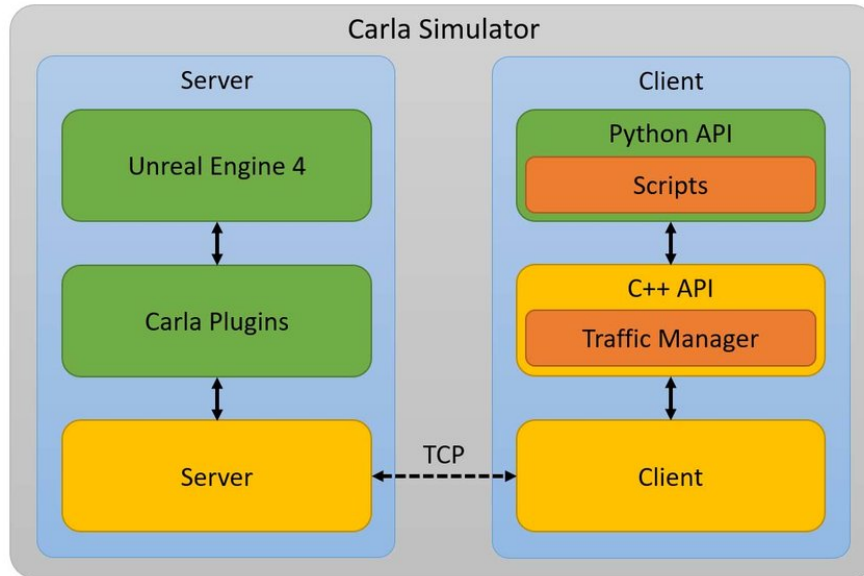 Carla Simulator
Server
Unreal Engine 4
Carla Plugins
Server
TCP
Client
Python API
Scripts
C++ API
Traffic Manager
Client